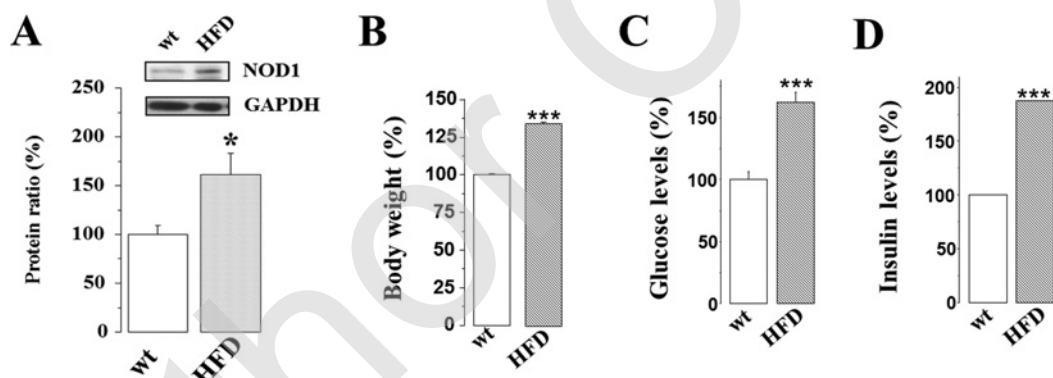 A
wt
HFD
NOD1
GAPDH
Protein ratio (%)
250
200
150
100
50
0
*
wt
HFD
B
Body weight (%)
150
125
100
75
50
25
0
***
wt
HFD
C
Glucose levels (%)
150
100
50
0
***
wt
HFD
D
Insulin levels (%)
200
150
100
50
0
***
wt
HFD